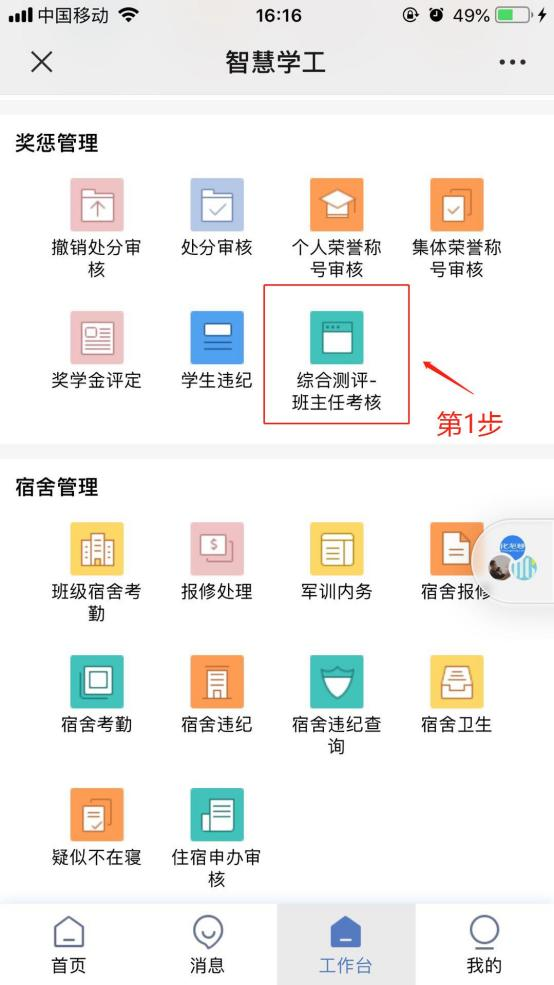 中国移动 16:16 49%
智慧学工
奖惩管理
撤销处分审 处分审核 个人荣誉称 集体荣誉称
核 号审核 号审核
奖学金评定 学生违纪 综合测评-
班主任考核
第1步
宿舍管理
班级宿舍考 报修处理 军训内务 宿舍报修
勤
宿舍考勤 宿舍违纪 宿舍违纪查 宿舍卫生
询
疑似不在寝 住宿申办审
核
首页 消息 工作台 我的